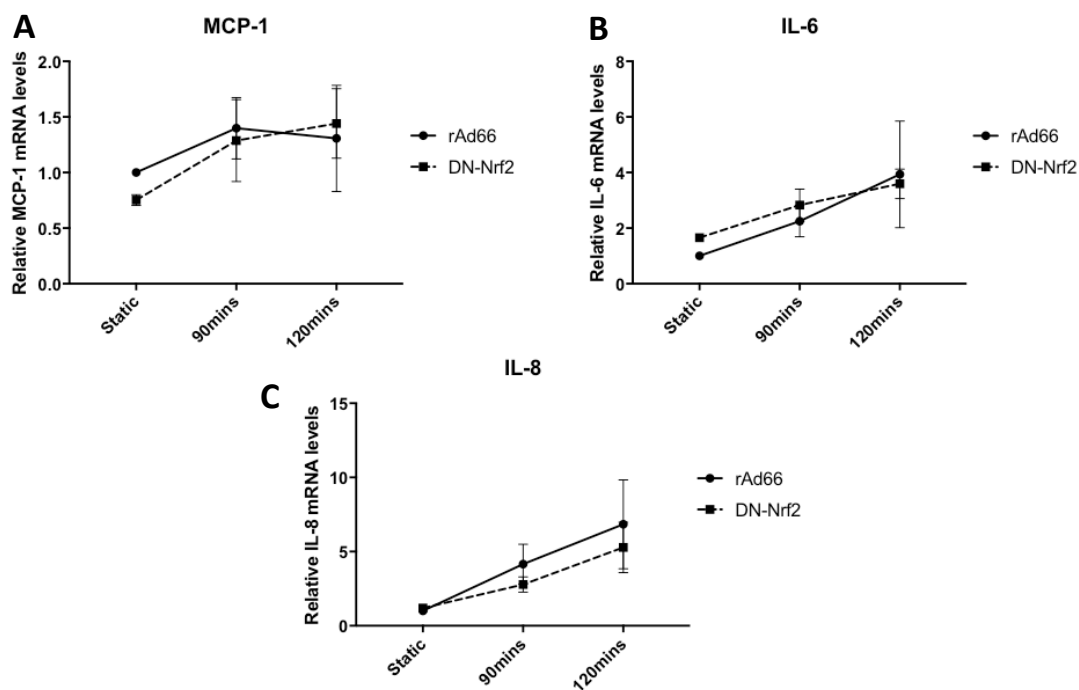 A
MCP-1
Relative MCP-1 mRNA levels
2.0
1.5
1.0
0.5
0.0
Static
90mins
120mins
rAd66
DN-Nrf2
B
IL-6
Relative IL-6 mRNA levels
8
6
4
2
0
Static
90mins
120mins
rAd66
DN-Nrf2
C
IL-8
Relative IL-8 mRNA levels
15
10
5
0
Static
90mins
120mins
rAd66
DN-Nrf2